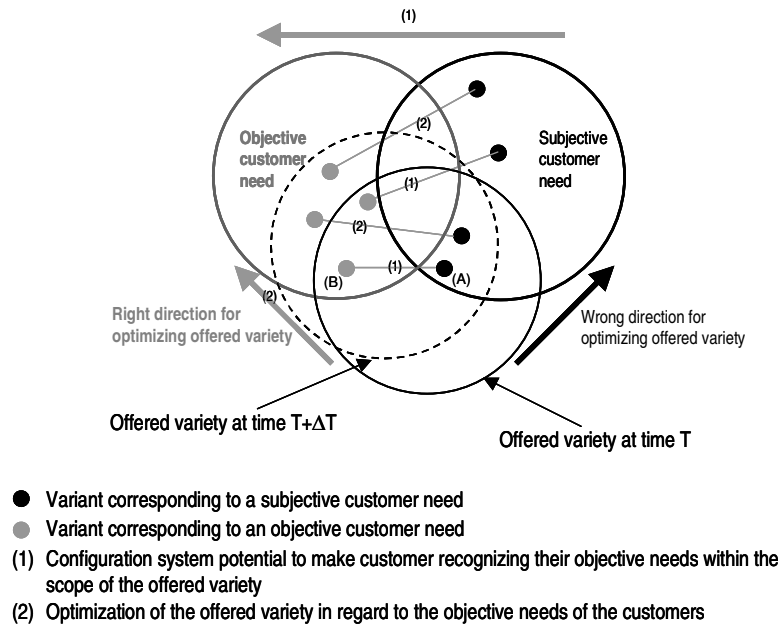 (1)
Objective
customer
need
Subjective
customer
need
(2)
(1)
(2)
(1)
(B)
(A)
(2)
Right direction for
optimizing offered variety
Wrong direction for
optimizing offered variety
Offered variety at time T+ΔT
Offered variety at time T
Variant corresponding to a subjective customer need
Variant corresponding to an objective customer need
(1) Configuration system potential to make customer recognizing their objective needs within the
scope of the offered variety
(2) Optimization of the offered variety in regard to the objective needs of the customers